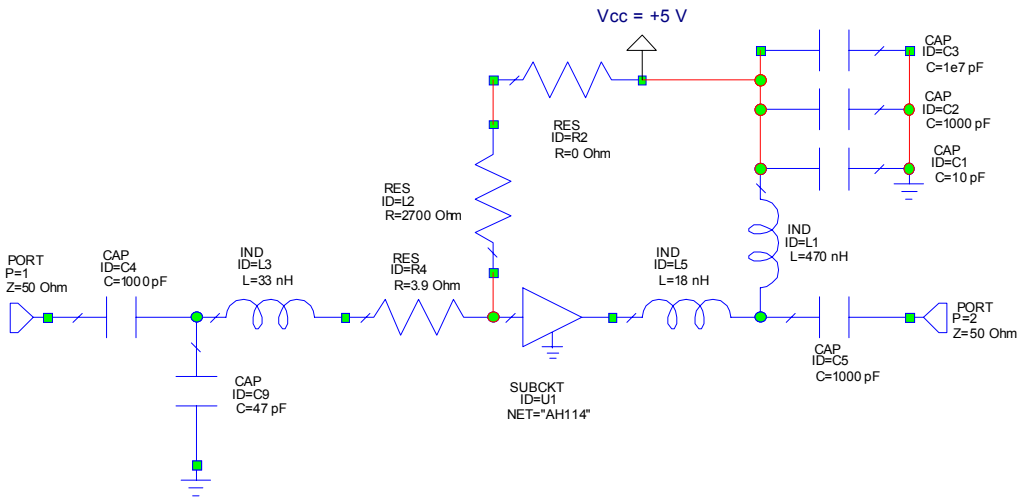 Vcc = +5 V
CAP
ID=C3
C=1e7 pF
CAP
ID=C2
C=1000 pF
CAP
ID=C1
C=10 pF
RES
ID=R2
R=0 Ohm
RES
ID=L2
R=2700 Ohm
IND
ID=L1
L=470 nH
PORT
P=1
Z=50 Ohm
CAP
ID=C4
C=1000 pF
IND
ID=L3
L=33 nH
RES
ID=R4
R=3.9 Ohm
IND
ID=L5
L=18 nH
PORT
P=2
Z=50 Ohm
CAP
ID=C5
C=1000 pF
CAP
ID=C9
C=47 pF
SUBCKT
ID=U1
NET="AH114"